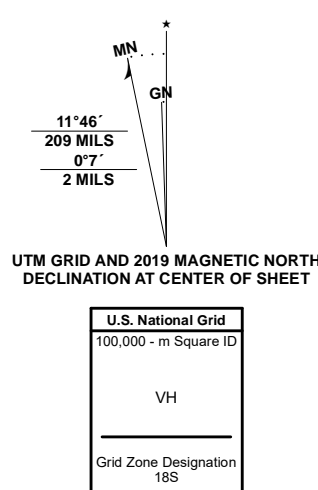 MN
GN
11°46´
209 MILS
0°7´
2 MILS
UTM GRID AND 2019 MAGNETIC NORTH
DECLINATION AT CENTER OF SHEET
U.S. National Grid
100,000 - m Square ID
VH
Grid Zone Designation
18S